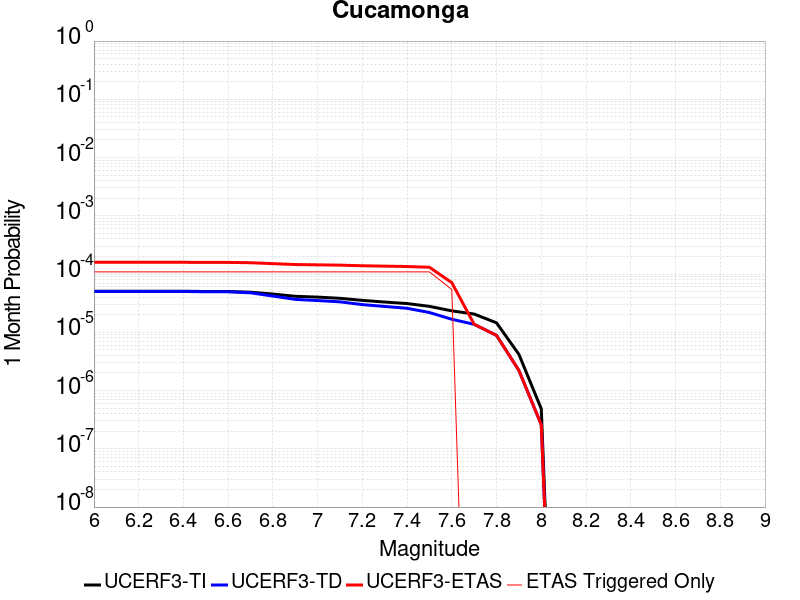 Cucamonga
10^0
10^-1
10^-2
10^-3
10^-4
10^-5
10^-6
10^-7
10^-8
1 Month Probability
6 6.2 6.4 6.6 6.8 7 7.2 7.4 7.6 7.8 8 8.2 8.4 8.6 8.8 9
Magnitude
UCERF3-TI UCERF3-TD UCERF3-ETAS ETAS Triggered Only